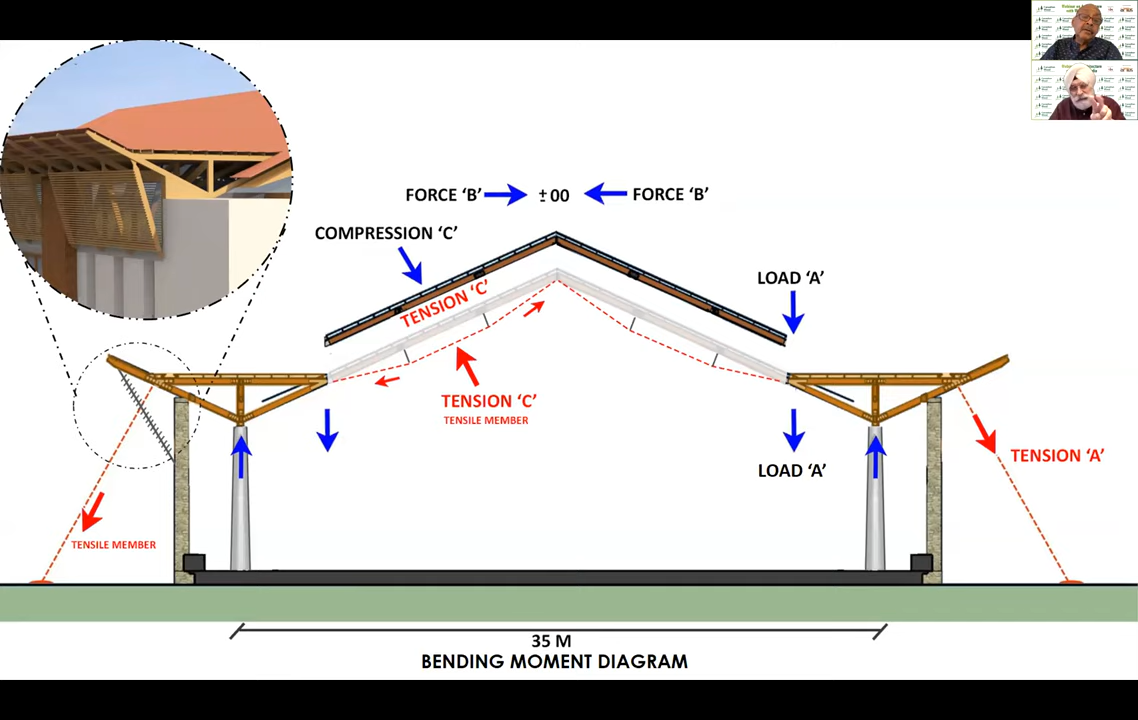 FORCE ‘B’
± 00
FORCE ‘B’
COMPRESSION ‘C’
LOAD ‘A’
TENSION ‘C’
TENSION ‘C’
TENSILE MEMBER
LOAD ‘A’
TENSION ‘A’
TENSILE MEMBER
35 M
BENDING MOMENT DIAGRAM